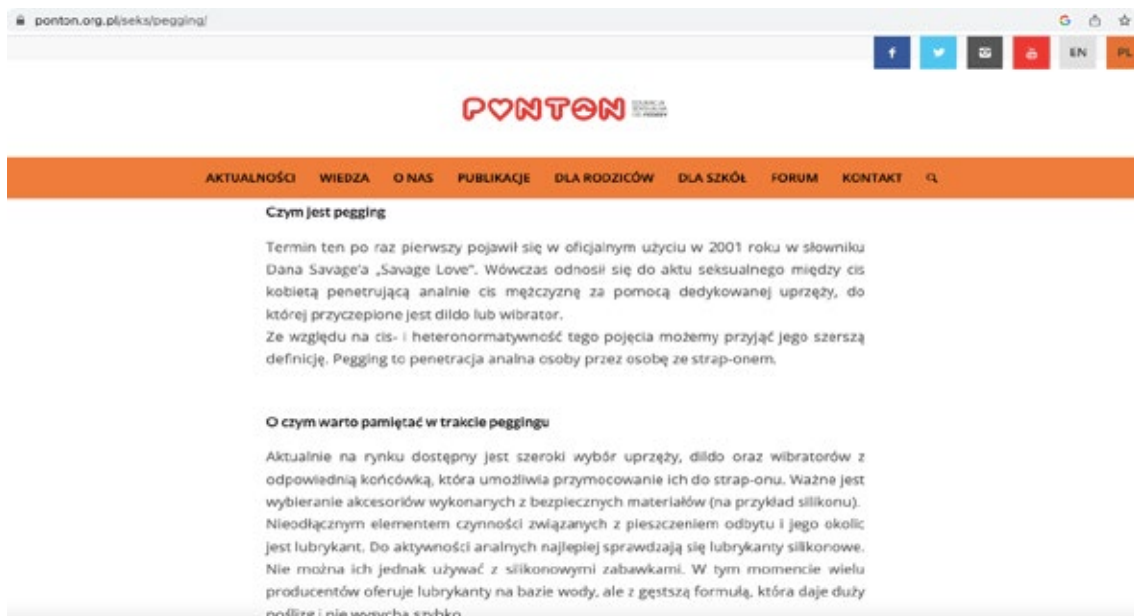 ponton.org.pl/seks/pegging/
EN PL
PONTON
AKTUALNOŚCI WIEDZA O NAS PUBLIKACJE DLA RODZICÓW DLA SZKÓŁ FORUM KONTAKT
Czym jest pegging
Termin ten po raz pierwszy pojawił się w oficjalnym użyciu w 2001 roku w słowniku
Dana Savage'a „Savage Love”. Wówczas odnosił się do aktu seksualnego między cis
kobietą penetrującą analnie cis mężczyznę za pomocą dedykowanej uprzęży, do
której przyczepione jest dildo lub wibrator.
Ze względu na cis- i heteronormatywność tego pojęcia możemy przyjąć jego szerszą
definicję. Pegging to penetracja analna osoby przez osobę ze strap-onem.
O czym warto pamiętać w trakcie peggingu
Aktualnie na rynku dostępny jest szeroki wybór uprzęży, dildo oraz wibratorów z
odpowiednią końcówką, która umożliwia przymocowanie ich do strap-onu. Ważne jest
wybieranie akcesoriów wykonanych z bezpiecznych materiałów (na przykład silikonu).
Nieodłącznym elementem czynności związanych z pieszczeniem odbytu i jego okolic
jest lubrykant. Do aktywności analnych najlepiej sprawdzają się lubrykanty silikonowe.
Nie można ich jednak używać z silikonowymi zabawkami. W tym momencie wielu
producentów oferuje lubrykanty na bazie wody, ale z gęstszą formułą, która daje duży
poślizg i nie wysycha szybko.